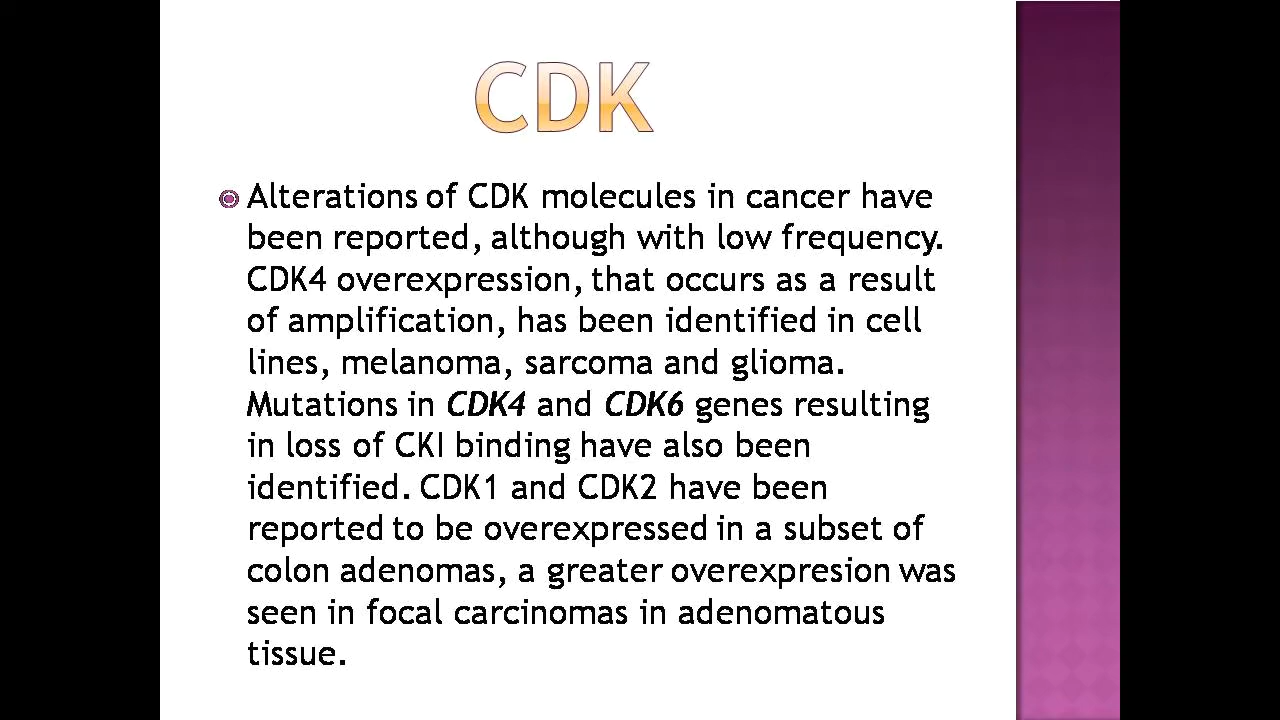 CDK
Alterations of CDK molecules in cancer have
been reported, although with low frequency.
CDK4 overexpression, that occurs as a result
of amplification, has been identified in cell
lines, melanoma, sarcoma and glioma.
Mutations in CDK4 and CDK6 genes resulting
in loss of CKI binding have also been
identified. CDK1 and CDK2 have been
reported to be overexpressed in a subset of
colon adenomas, a greater overexpresion was
seen in focal carcinomas in adenomatous
tissue.